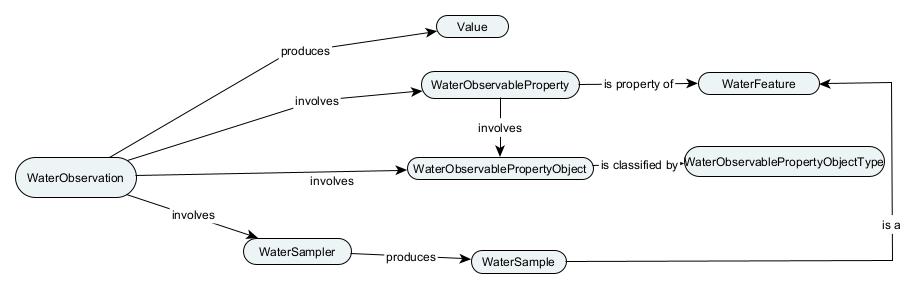 Value
produces
WaterObservableProperty
is property of
WaterFeature
involves
involves
WaterObservation
WaterObservablePropertyObject
is classified by
WaterObservablePropertyObjectType
involves
involves
is a
WaterSampler
produces
WaterSample